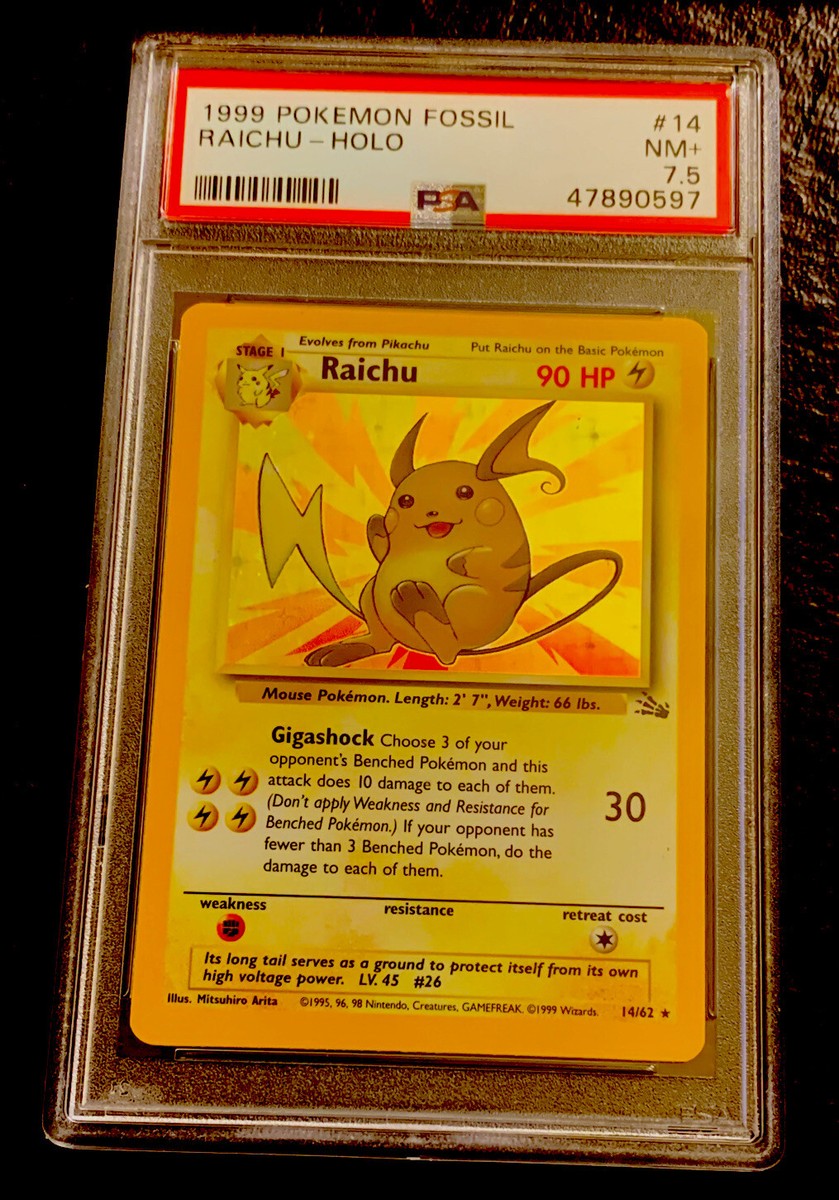 1999 POKEMON FOSSIL #14
RAICHU - HOLO NM+
7.5
PSA 47890597
Evolves from Pikachu Put Raichu on the Basic Pokémon
STAGE 1
Raichu 90 HP
Mouse Pokémon. Length: 2' 7", Weight: 66 lbs.
Gigashock Choose 3 of your
opponent's Benched Pokémon and this
attack does 10 damage to each of them.
(Don't apply Weakness and Resistance for
Benched Pokémon.) If your opponent has
fewer than 3 Benched Pokémon, do the
damage to each of them.
30
weakness resistance retreat cost
Its long tail serves as a ground to protect itself from its own
high voltage power. LV. 45 #26
Illus. Mitsuhiro Arita ©1995, 96, 98 Nintendo, Creatures, GAMEFREAK. ©1999 Wizards. 14/62 ★
PSA